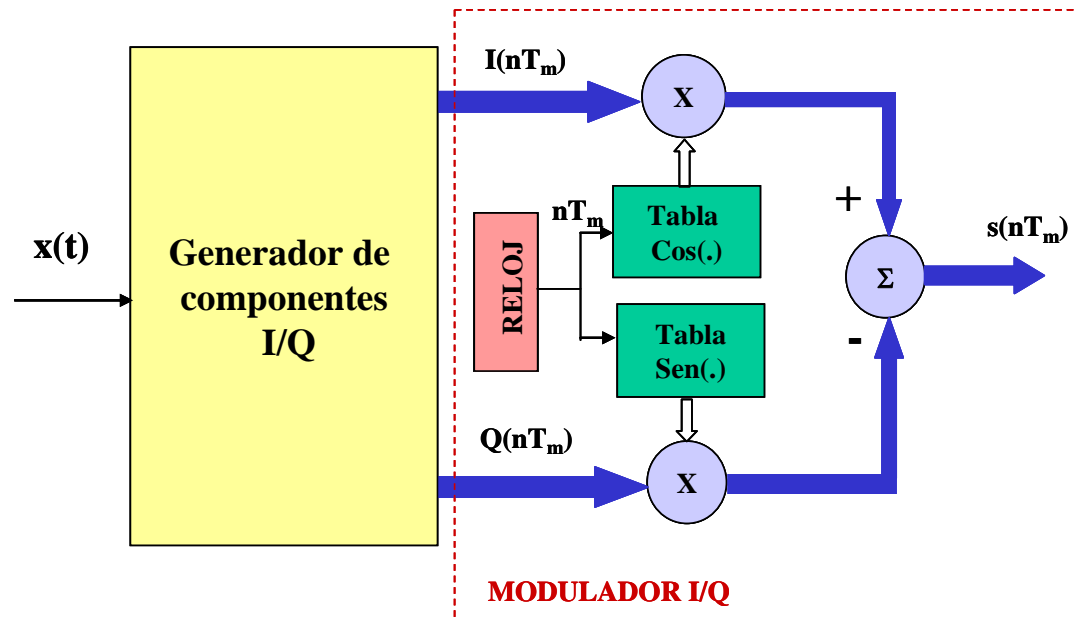 x(t)
Generador de
componentes
I/Q
I(nTm)
X
nTm
RELOJ
Tabla
Cos(.)
Tabla
Sen(.)
+
Σ
-
s(nTm)
Q(nTm)
X
MODULADOR I/Q